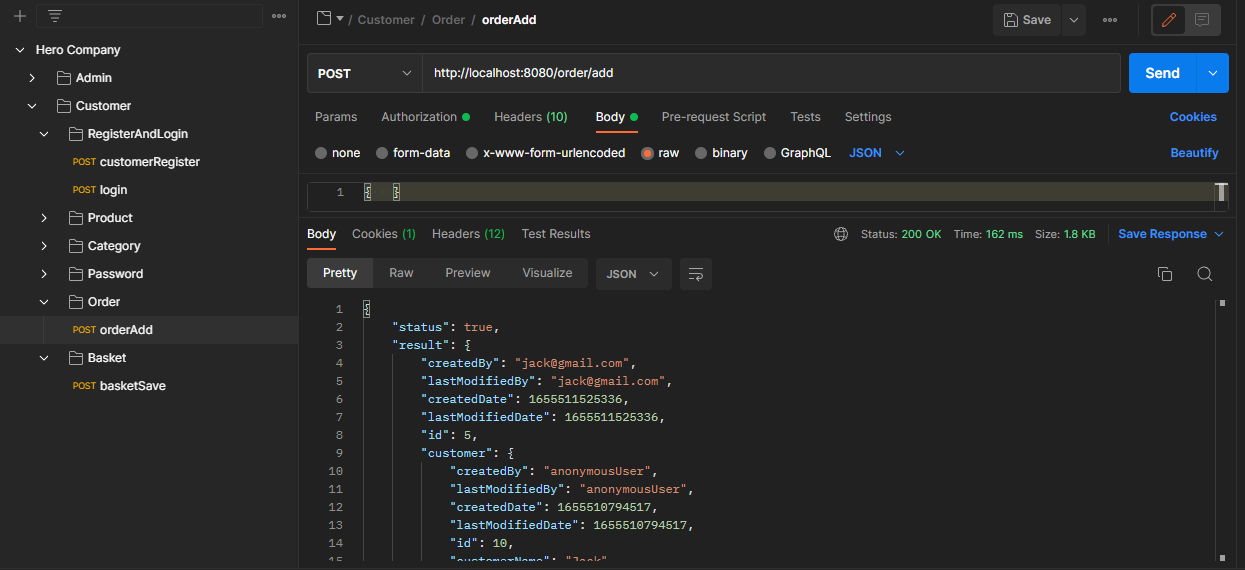 / Customer / Order / orderAdd
Save
Hero Company
Admin
Customer
RegisterAndLogin
POST customerRegister
POST login
Product
Category
Password
Order
POST orderAdd
Basket
POST basketSave
POST
http://localhost:8080/order/add
Send
Params Authorization Headers (10) Body Pre-request Script Tests Settings Cookies
none form-data x-www-form-urlencoded raw binary GraphQL JSON Beautify
1 { }
Body Cookies (1) Headers (12) Test Results Status: 200 OK Time: 162 ms Size: 1.8 KB Save Response
Pretty Raw Preview Visualize JSON
1 {
2 "status": true,
3 "result": {
4 "createdBy": "jack@gmail.com",
5 "lastModifiedBy": "jack@gmail.com",
6 "createdDate": 1655511525336,
7 "lastModifiedDate": 1655511525336,
8 "id": 5,
9 "customer": {
10 "createdBy": "anonymousUser",
11 "lastModifiedBy": "anonymousUser",
12 "createdDate": 1655510794517,
13 "lastModifiedDate": 1655510794517,
14 "id": 10,
15 "customerName": "Jack"